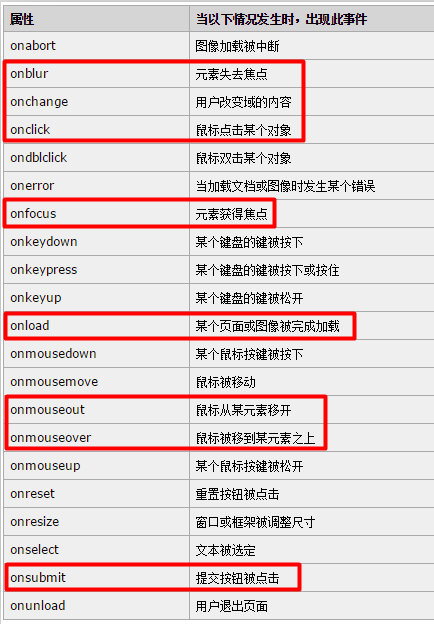 属性 当以下情况发生时，出现此事件
onabort 图像加载被中断
onblur 元素失去焦点
onchange 用户改变域的内容
onclick 鼠标点击某个对象
ondblclick 鼠标双击某个对象
onerror 当加载文档或图像时发生某个错误
onfocus 元素获得焦点
onkeydown 某个键盘的键被按下
onkeypress 某个键盘的键被按下或按住
onkeyup 某个键盘的键被松开
onload 某个页面或图像被完成加载
onmousedown 某个鼠标按键被按下
onmousemove 鼠标被移动
onmouseout 鼠标从某元素移开
onmouseover 鼠标被移到某元素之上
onmouseup 某个鼠标按键被松开
onreset 重置按钮被点击
onresize 窗口或框架被调整尺寸
onselect 文本被选定
onsubmit 提交按钮被点击
onunload 用户退出页面